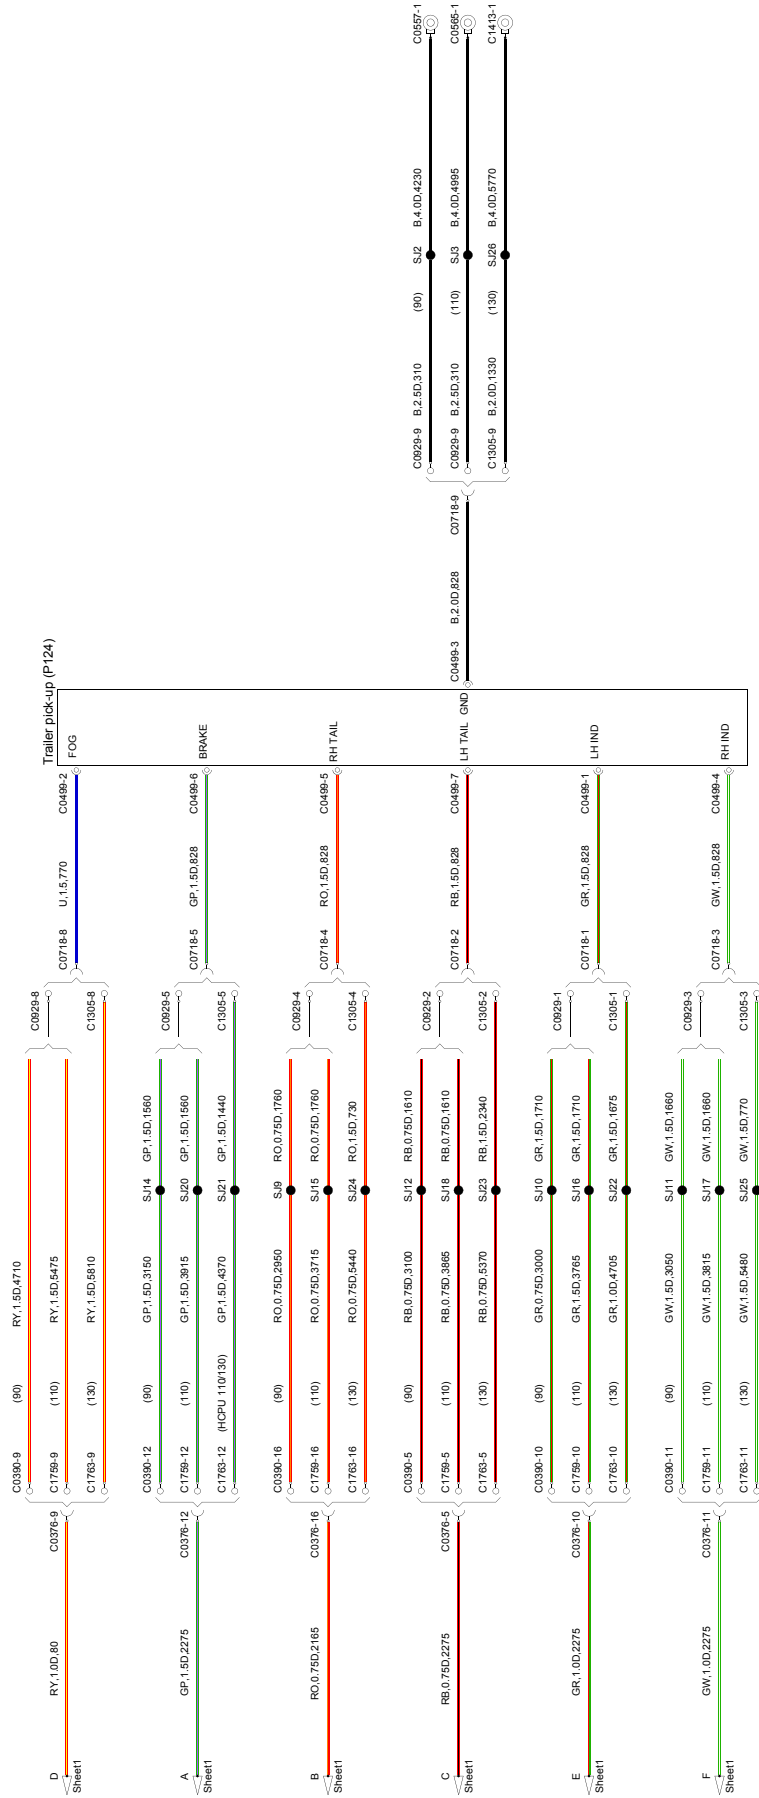 C0557-1
C0565-1
C1413-1
B,4.0D,4230
B,4.0D,4995
B,4.0D,5770
SJ2
SJ3
SJ26
(90)
(110)
(130)
B,2.5D,310
B,2.5D,310
B,2.0D,1330
C0929-9
C0929-9
C1305-9
C0718-9
B,2.0D,828
C0499-3
Trailer pick-up (P124)
GND
FOG
BRAKE
RH TAIL
LH TAIL
LH IND
RH IND
C0499-2
C0499-6
C0499-5
C0499-7
C0499-1
C0499-4
U,1.5,770
GP,1.5D,828
RO,1.5D,828
RB,1.5D,828
GR,1.5D,828
GW,1.5D,828
C0718-8
C0718-5
C0718-4
C0718-2
C0718-1
C0718-3
C0929-8
C1305-8
C0929-5
C1305-5
C0929-4
C1305-4
C0929-2
C1305-2
C0929-1
C1305-1
C0929-3
C1305-3
GP,1.5D,1560
GP,1.5D,1560
GP,1.5D,1440
RO,0.75D,1760
RO,0.75D,1760
RO,1.5D,730
RB,0.75D,1610
RB,0.75D,1610
RB,1.5D,2340
GR,1.5D,1710
GR,1.5D,1710
GR,1.5D,1675
GW,1.5D,1660
GW,1.5D,1660
GW,1.5D,770
SJ14
SJ20
SJ21
SJ9
SJ15
SJ24
SJ12
SJ18
SJ23
SJ10
SJ16
SJ22
SJ11
SJ17
SJ25
RY,1.5D,4710
RY,1.5D,5475
RY,1.5D,5810
GP,1.5D,3150
GP,1.5D,3915
GP,1.5D,4370
RO,0.75D,2950
RO,0.75D,3715
RO,0.75D,5440
RB,0.75D,3100
RB,0.75D,3865
RB,0.75D,5370
GR,0.75D,3000
GR,1.5D,3765
GR,1.0D,4705
GW,1.5D,3050
GW,1.5D,3815
GW,1.5D,5480
(90)
(110)
(130)
(90)
(110)
(HCPU 110/130)
(90)
(110)
(130)
(90)
(110)
(130)
(90)
(110)
(130)
(90)
(110)
(130)
C0390-9
C1759-9
C1763-9
C0390-12
C1759-12
C1763-12
C0390-16
C1759-16
C1763-16
C0390-5
C1759-5
C1763-5
C0390-10
C1759-10
C1763-10
C0390-11
C1759-11
C1763-11
C0376-9
C0376-12
C0376-16
C0376-5
C0376-10
C0376-11
RY,1.0D,80
GP,1.5D,2275
RO,0.75D,2165
RB,0.75D,2275
GR,1.0D,2275
GW,1.0D,2275
D
Sheet1
A
Sheet1
B
Sheet1
C
Sheet1
E
Sheet1
F
Sheet1